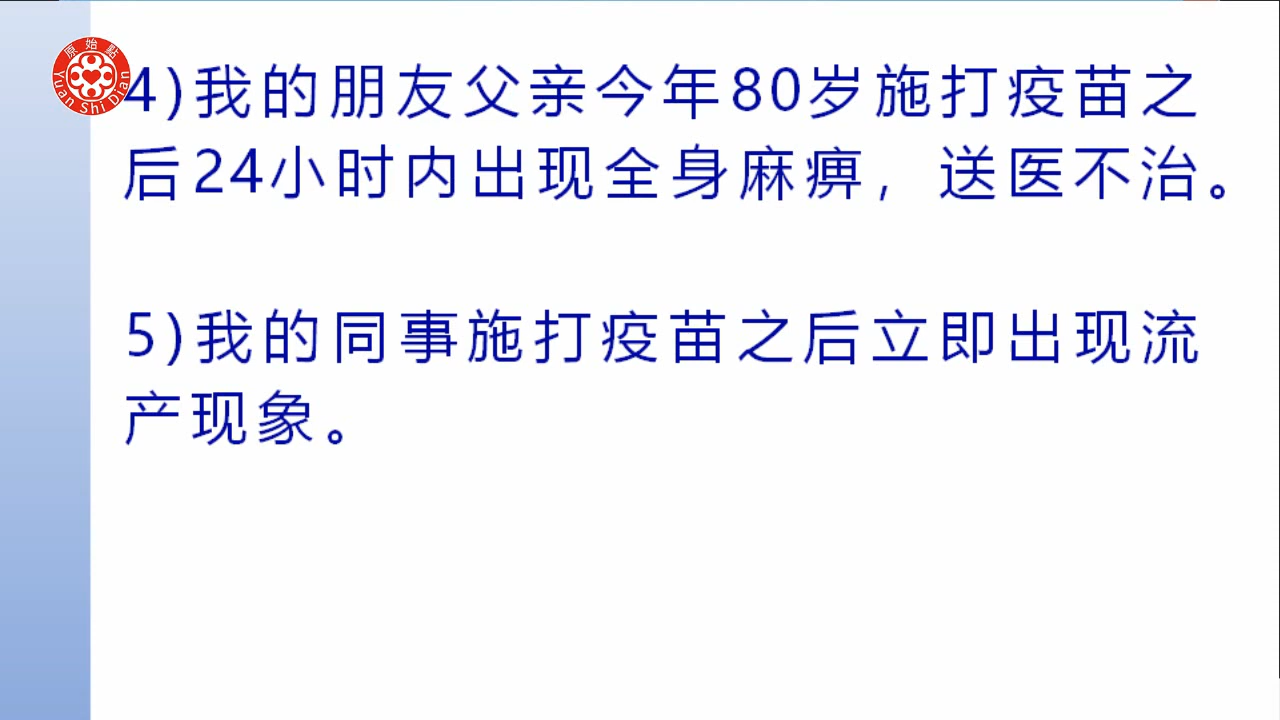 原始點
Yuan Shi Dian
4)我的朋友父亲今年80岁施打疫苗之
后24小时内出现全身麻痹，送医不治。
5)我的同事施打疫苗之后立即出现流
产现象。